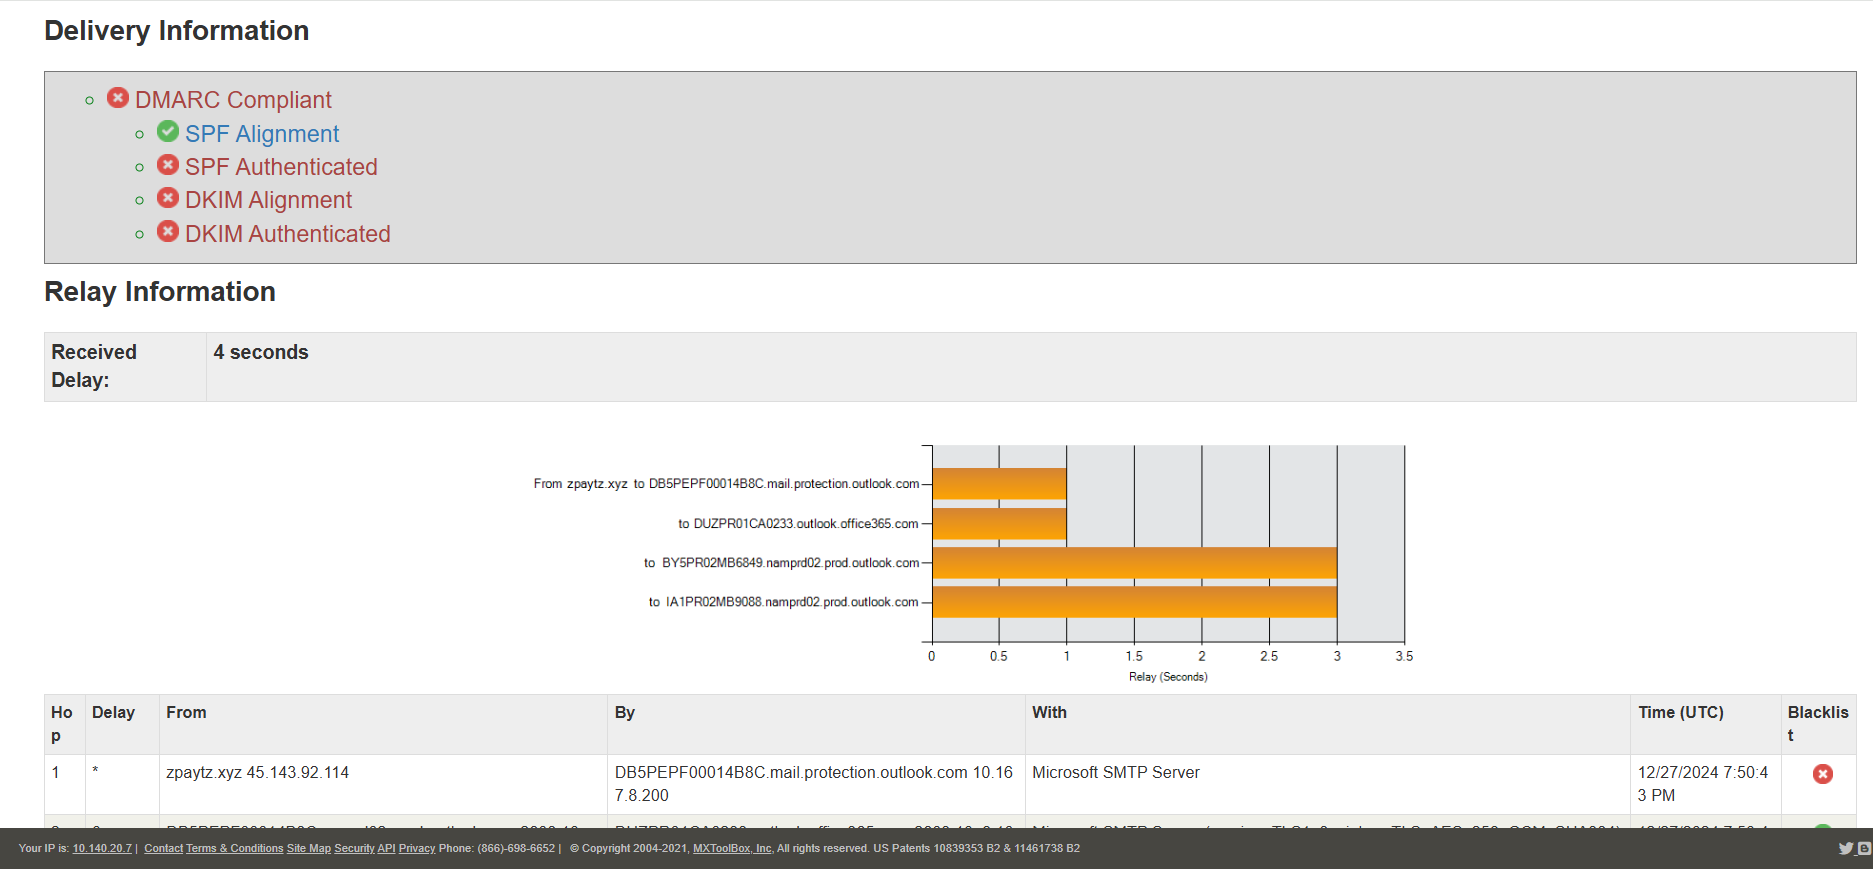 Delivery Information
DMARC Compliant
SPF Alignment
SPF Authenticated
DKIM Alignment
DKIM Authenticated
Relay Information
Received Delay: 4 seconds
From zpaytz.xyz to DB5PEPF00014B8C.mail.protection.outlook.com
to DUZPR01CA0233.outlook.office365.com
to BY5PR02MB6849.namprd02.prod.outlook.com
to IA1PR02MB9088.namprd02.prod.outlook.com
0 0.5 1 1.5 2 2.5 3 3.5
Relay (Seconds)
Hop Delay From By With Time (UTC) Blacklist
1 * zpaytz.xyz 45.143.92.114 DB5PEPF00014B8C.mail.protection.outlook.com 10.167.8.200 Microsoft SMTP Server 12/27/2024 7:50:43 PM
Your IP is: 10.140.20.7 | Contact Terms & Conditions Site Map Security API Privacy Phone: (866)-698-6652 | © Copyright 2004-2021, MXToolBox, Inc, All rights reserved. US Patents 10839353 B2 & 11461738 B2